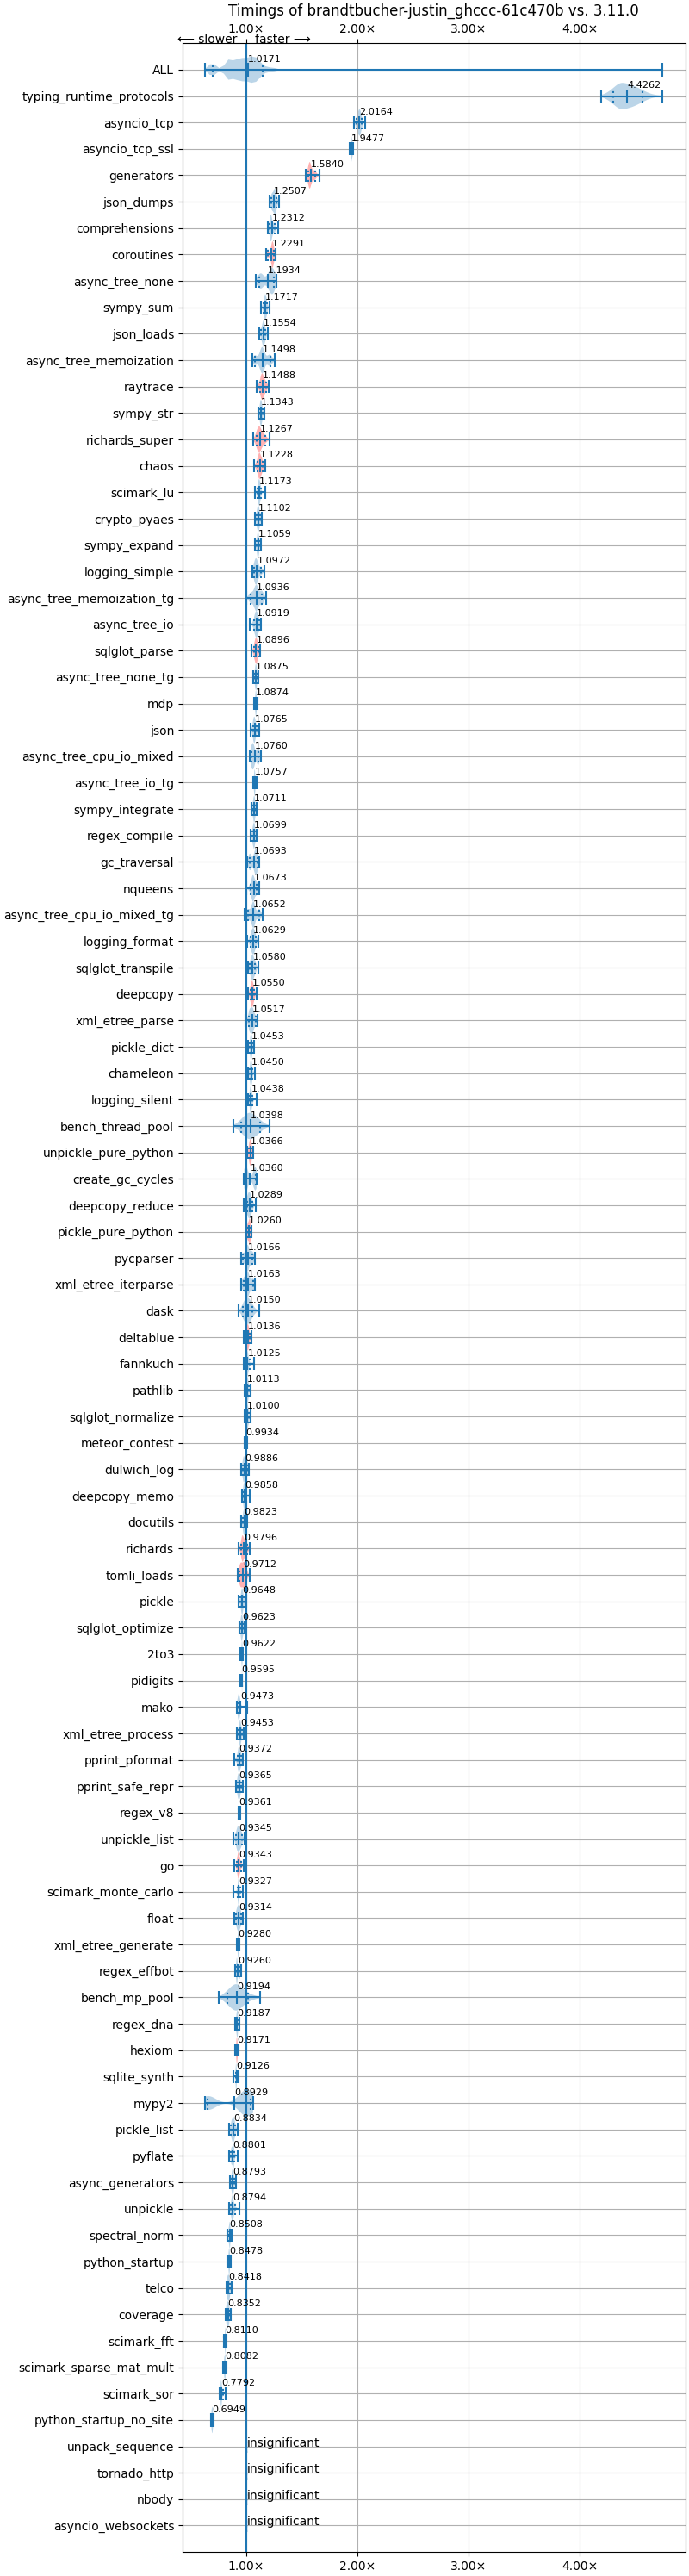 Timings of brandtbucher-justin_ghccc-61c470b vs. 3.11.0
1.00× 2.00× 3.00× 4.00×
⟵ slower faster ⟶
ALL 1.0171
typing_runtime_protocols 4.4262
asyncio_tcp 2.0164
asyncio_tcp_ssl 1.9477
generators 1.5840
json_dumps 1.2507
comprehensions 1.2312
coroutines 1.2291
async_tree_none 1.1934
sympy_sum 1.1717
json_loads 1.1554
async_tree_memoization 1.1498
raytrace 1.1488
sympy_str 1.1343
richards_super 1.1267
chaos 1.1228
scimark_lu 1.1173
crypto_pyaes 1.1102
sympy_expand 1.1059
logging_simple 1.0972
async_tree_memoization_tg 1.0936
async_tree_io 1.0919
sqlglot_parse 1.0896
async_tree_none_tg 1.0875
mdp 1.0874
json 1.0765
async_tree_cpu_io_mixed 1.0760
async_tree_io_tg 1.0757
sympy_integrate 1.0711
regex_compile 1.0699
gc_traversal 1.0693
nqueens 1.0673
async_tree_cpu_io_mixed_tg 1.0652
logging_format 1.0629
sqlglot_transpile 1.0580
deepcopy 1.0550
xml_etree_parse 1.0517
pickle_dict 1.0453
chameleon 1.0450
logging_silent 1.0438
bench_thread_pool 1.0398
unpickle_pure_python 1.0366
create_gc_cycles 1.0360
deepcopy_reduce 1.0289
pickle_pure_python 1.0260
pycparser 1.0166
xml_etree_iterparse 1.0163
dask 1.0150
deltablue 1.0136
fannkuch 1.0125
pathlib 1.0113
sqlglot_normalize 1.0100
meteor_contest 0.9934
dulwich_log 0.9886
deepcopy_memo 0.9858
docutils 0.9823
richards 0.9796
tomli_loads 0.9712
pickle 0.9648
sqlglot_optimize 0.9623
2to3 0.9622
pidigits 0.9595
mako 0.9473
xml_etree_process 0.9453
pprint_pformat 0.9372
pprint_safe_repr 0.9365
regex_v8 0.9361
unpickle_list 0.9345
go 0.9343
scimark_monte_carlo 0.9327
float 0.9314
xml_etree_generate 0.9280
regex_effbot 0.9260
bench_mp_pool 0.9194
regex_dna 0.9187
hexiom 0.9171
sqlite_synth 0.9126
mypy2 0.8929
pickle_list 0.8834
pyflate 0.8801
async_generators 0.8793
unpickle 0.8794
spectral_norm 0.8508
python_startup 0.8478
telco 0.8418
coverage 0.8352
scimark_fft 0.8110
scimark_sparse_mat_mult 0.8082
scimark_sor 0.7792
python_startup_no_site 0.6949
unpack_sequence insignificant
tornado_http insignificant
nbody insignificant
asyncio_websockets insignificant
1.00× 2.00× 3.00× 4.00×